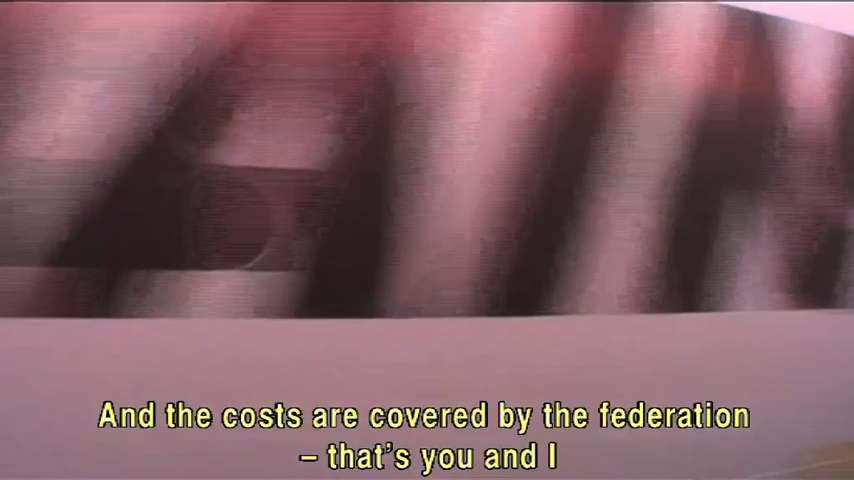 And the costs are covered by the federation
– that's you and I